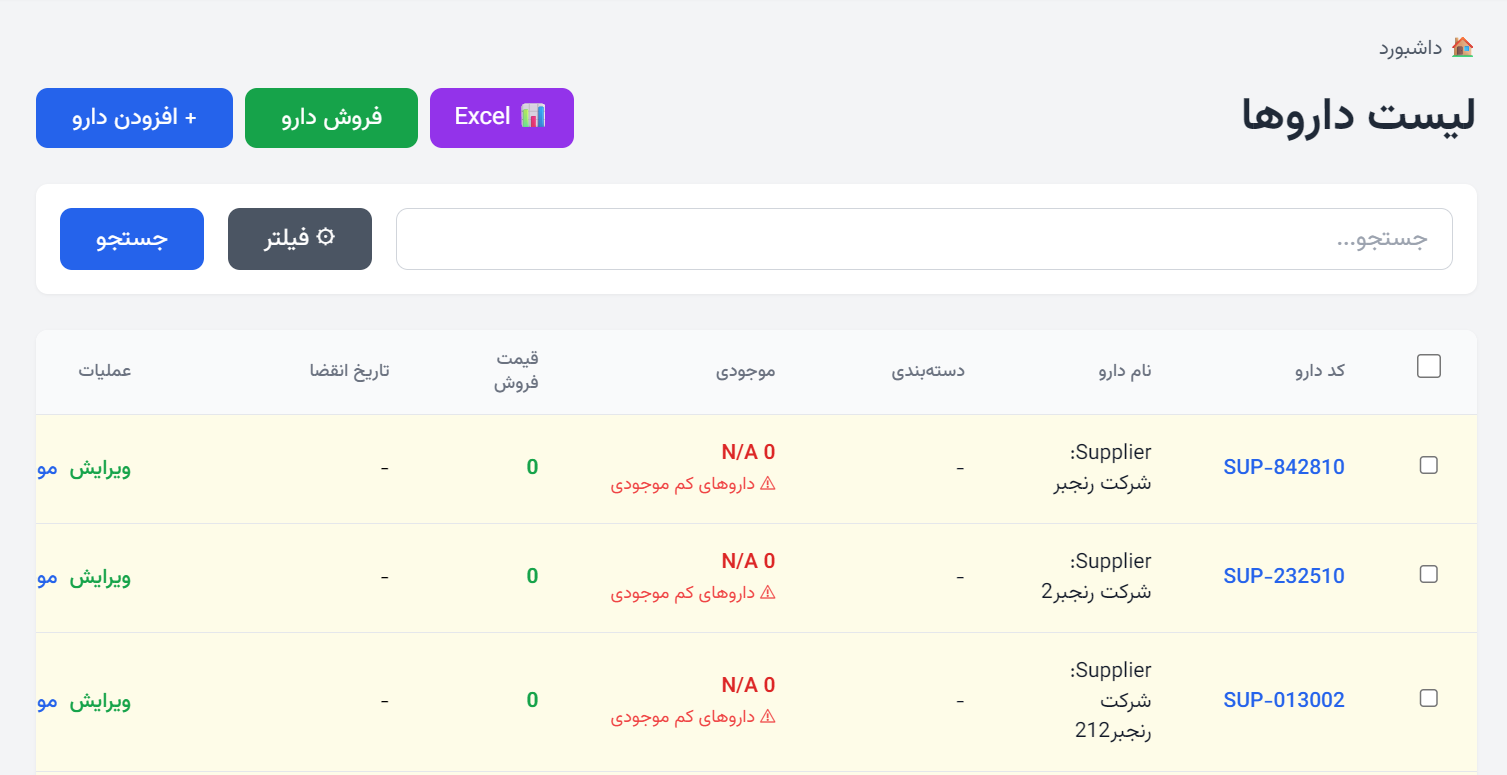 داشبورد
لیست داروها
Excel
فروش دارو
+ افزودن دارو
جستجو...
فیلتر
جستجو
کد دارو
نام دارو
دسته‌بندی
موجودی
قیمت
فروش
تاریخ انقضا
عملیات
SUP-842810
Supplier:
شرکت رنجبر
-
0 N/A
⚠ داروهای کم موجودی
0
-
ویرایش
مو
SUP-232510
Supplier:
شرکت رنجبر2
-
0 N/A
⚠ داروهای کم موجودی
0
-
ویرایش
مو
SUP-013002
Supplier:
شرکت
رنجبر212
-
0 N/A
⚠ داروهای کم موجودی
0
-
ویرایش
مو